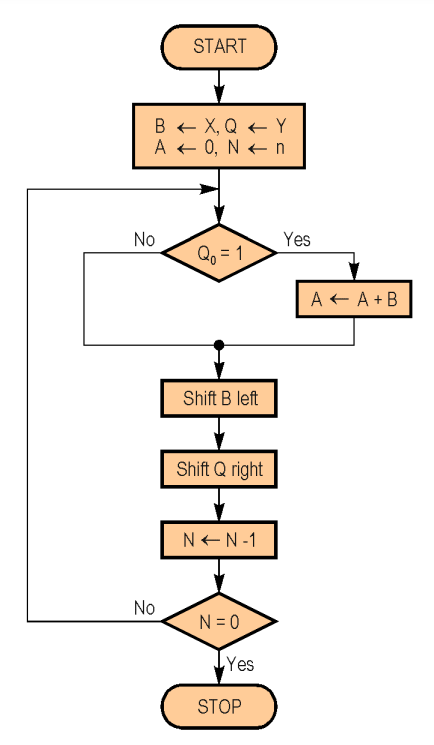 START
B ← X, Q ← Y
A ← 0, N ← n
No
Yes
Q₀ = 1
A ← A + B
Shift B left
Shift Q right
N ← N -1
No
N = 0
Yes
STOP